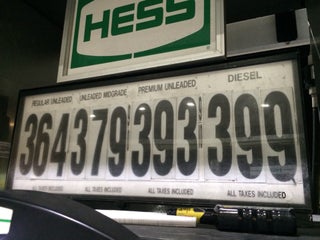 HESS
REGULAR UNLEADED UNLEADED MIDGRADE PREMIUM UNLEADED DIESEL
364 379 393 399
ALL TAXES INCLUDED ALL TAXES INCLUDED ALL TAXES INCLUDED ALL TAXES INCLUDED